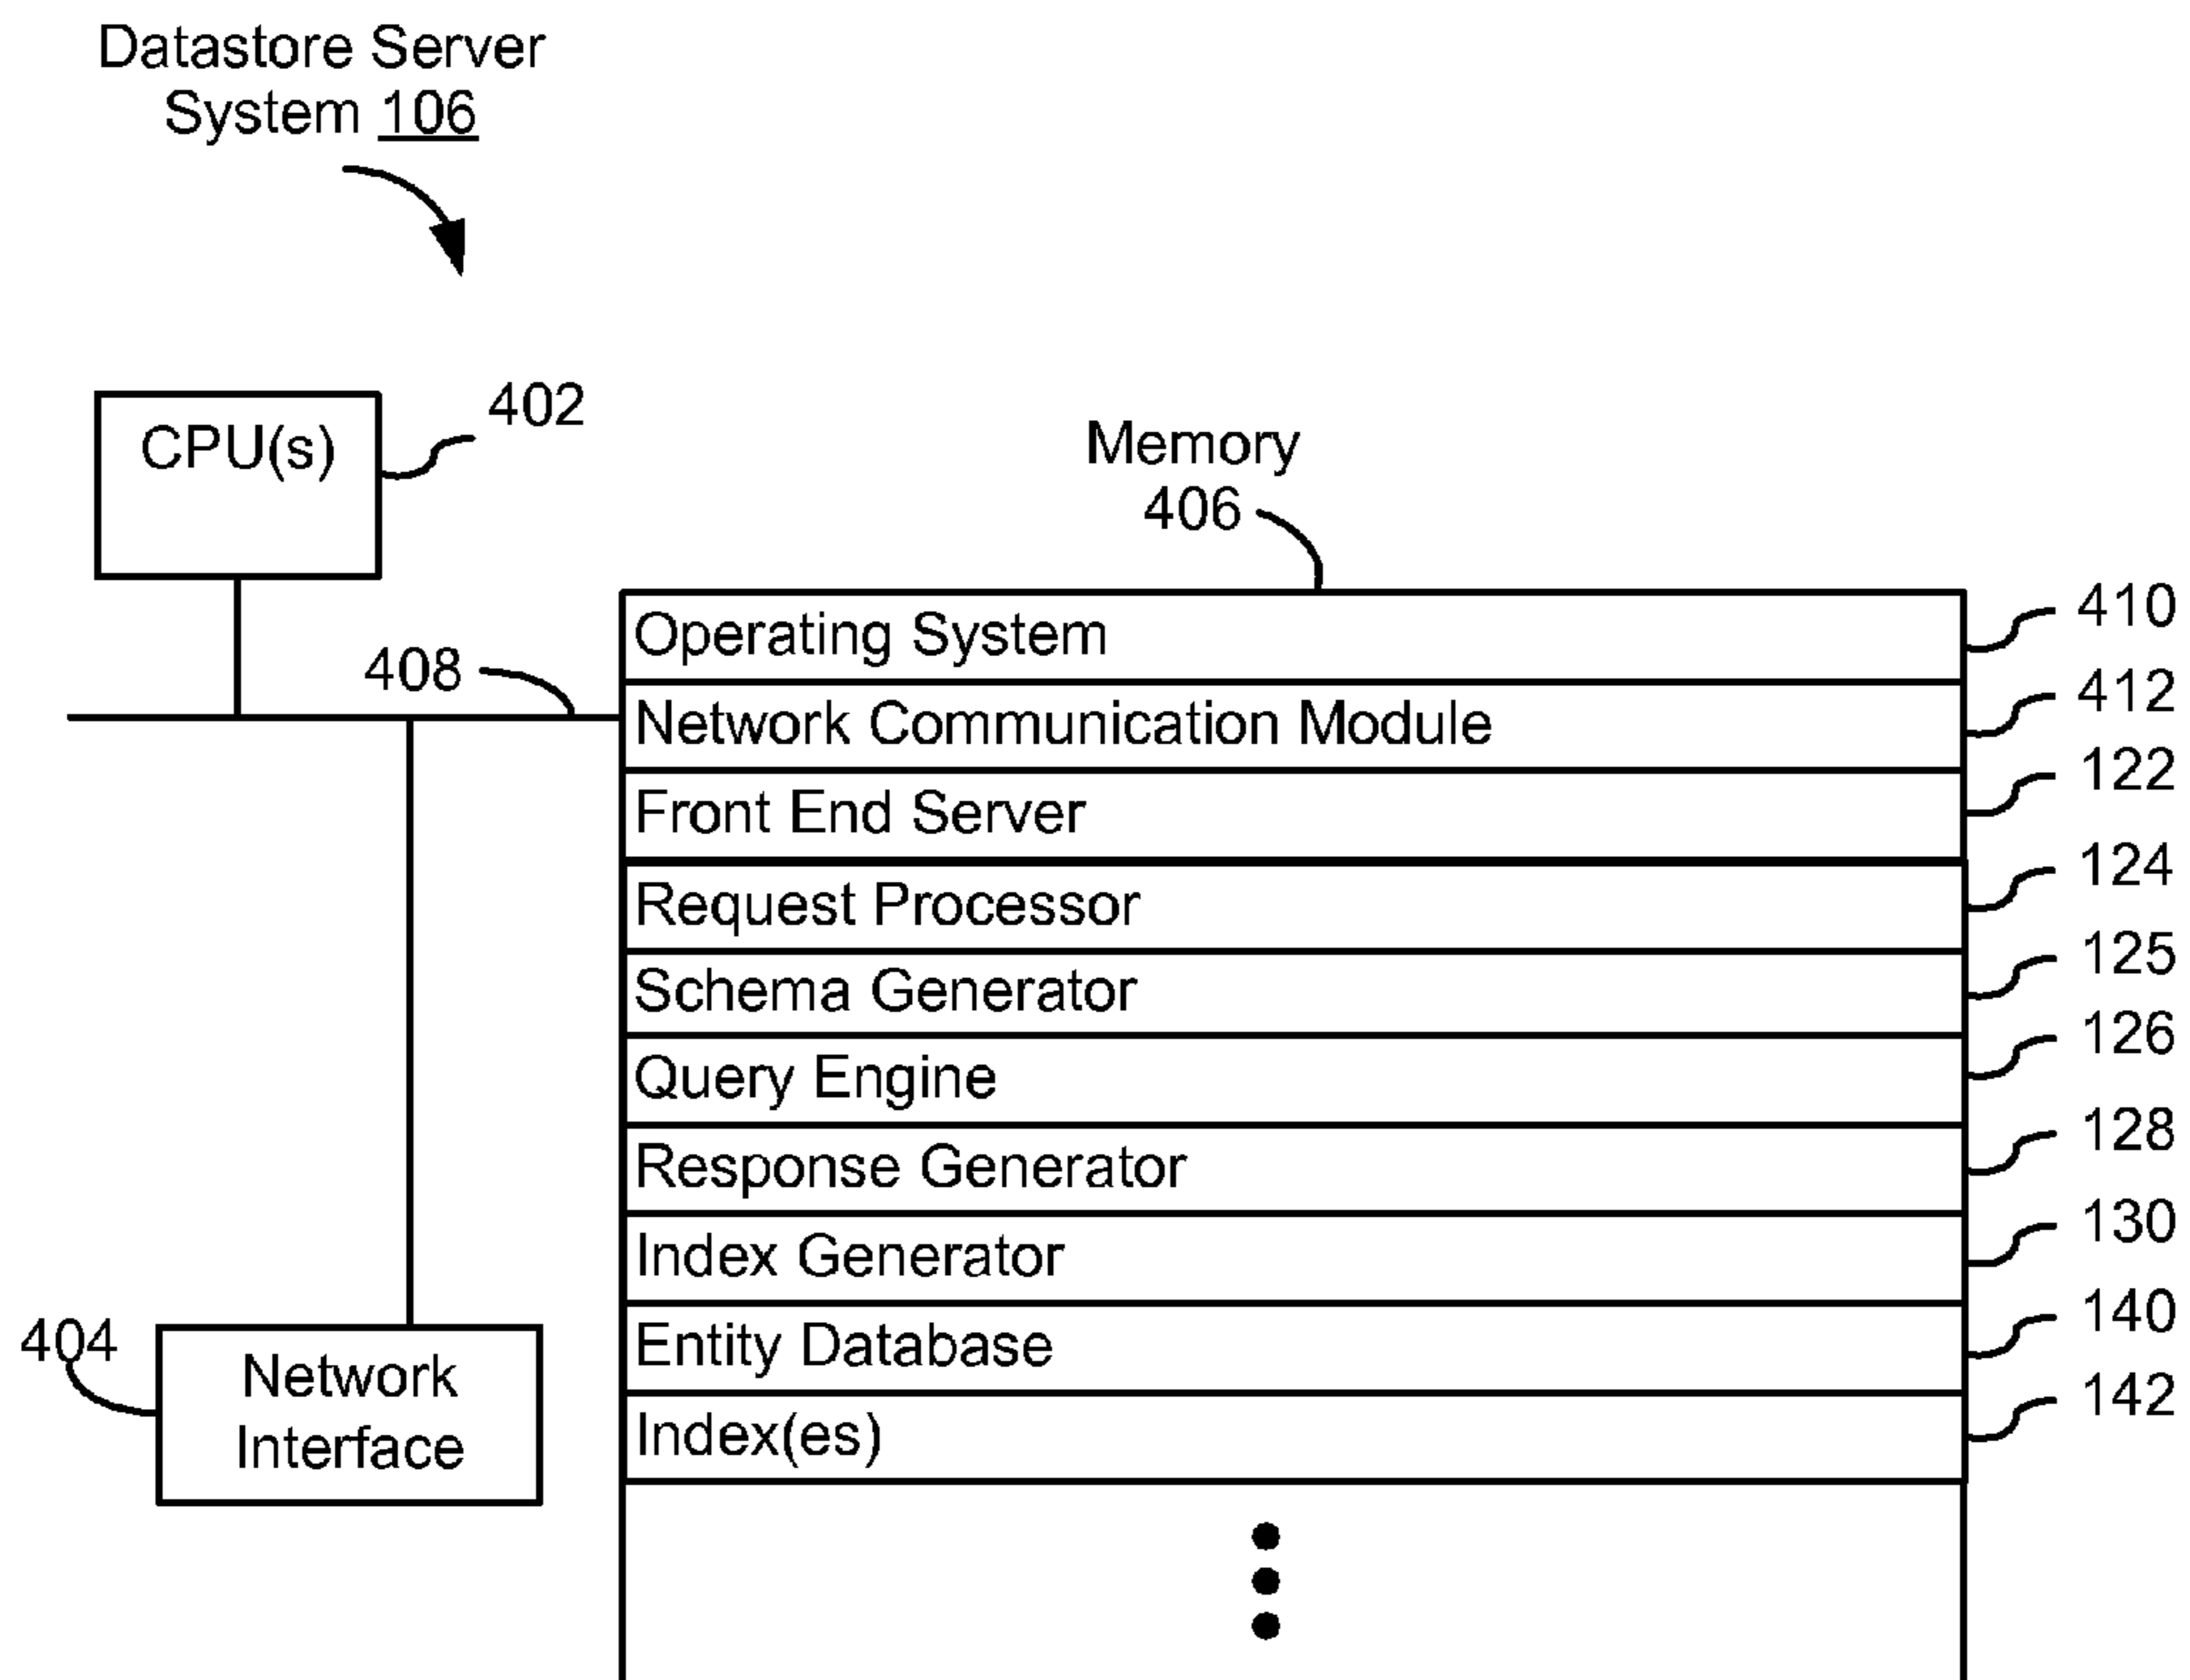 Datastore Server
System 106
CPU(s)
402
Memory
406
408
Operating System
410
Network Communication Module
412
Front End Server
122
Request Processor
124
Schema Generator
125
Query Engine
126
Response Generator
128
Index Generator
130
Entity Database
140
Index(es)
142
404
Network
Interface